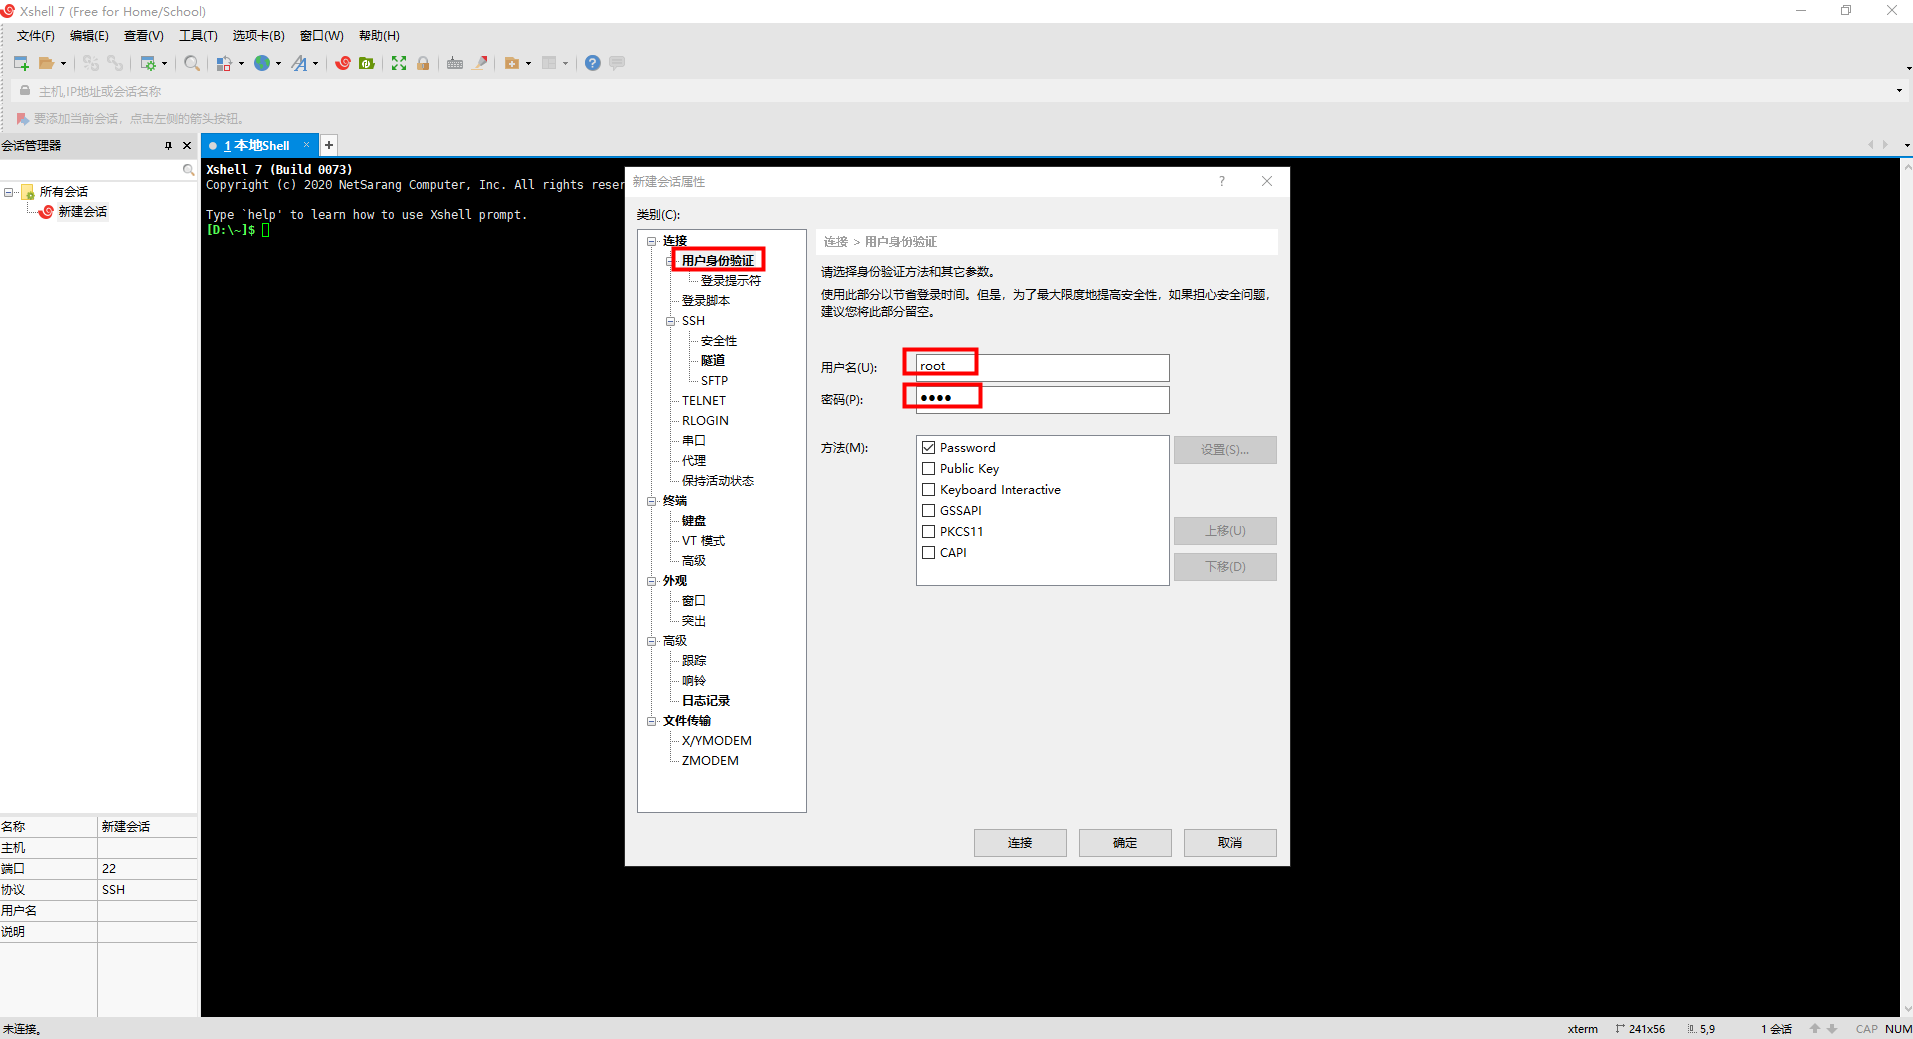 Xshell 7 (Free for Home/School)
文件(F) 编辑(E) 查看(V) 工具(T) 选项卡(B) 窗口(W) 帮助(H)
主机,IP地址或会话名称
要添加当前会话，点击左侧的箭头按钮。
会话管理器
所有会话
新建会话
1 本地Shell
Xshell 7 (Build 0073)
Copyright (c) 2020 NetSarang Computer, Inc. All rights reser
Type `help' to learn how to use Xshell prompt.
[D:\~]$
新建会话属性
类别(C):
连接
用户身份验证
登录提示符
登录脚本
SSH
安全性
隧道
SFTP
TELNET
RLOGIN
串口
代理
保持活动状态
终端
键盘
VT 模式
高级
外观
窗口
突出
高级
跟踪
响铃
日志记录
文件传输
X/YMODEM
ZMODEM
连接 > 用户身份验证
请选择身份验证方法和其它参数。
使用此部分以节省登录时间。但是，为了最大限度地提高安全性，如果担心安全问题，
建议您将此部分留空。
用户名(U): root
密码(P): ●●●●
方法(M):
Password
Public Key
Keyboard Interactive
GSSAPI
PKCS11
CAPI
设置(S)...
上移(U)
下移(D)
连接 确定 取消
名称 新建会话
主机
端口 22
协议 SSH
用户名
说明
未连接。
xterm 241x56 5,9 1 会话 CAP NUM